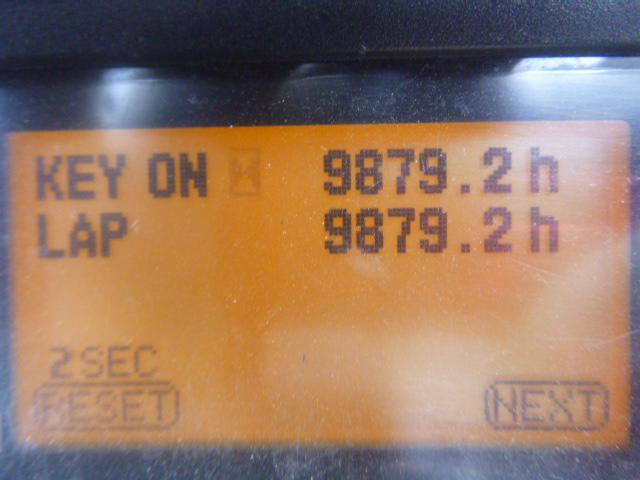 KEY ON 9879.2 h
LAP 9879.2 h
2 SEC
RESET NEXT